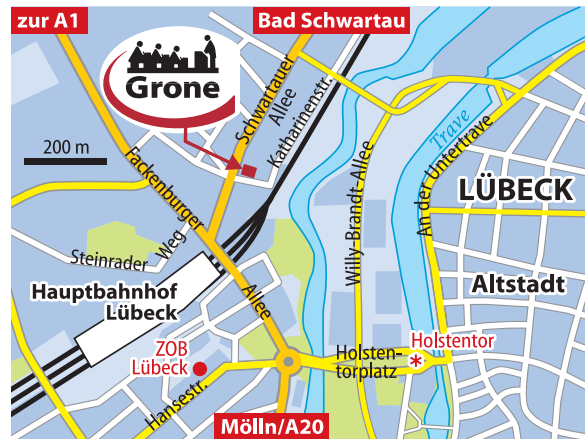 zur A1
Bad Schwartau
Grone
200 m
Schwartauer
Allee
Katharinenstr.
Fackenburger
Allee
Willy-Brandt-Allee
Trave
An der Untertrave
LÜBECK
Altstadt
Steinrader
Weg
Hauptbahnhof
Lübeck
ZOB
Lübeck
Hansestr.
Holsten-
torplatz
Holstentor
Mölln/A20